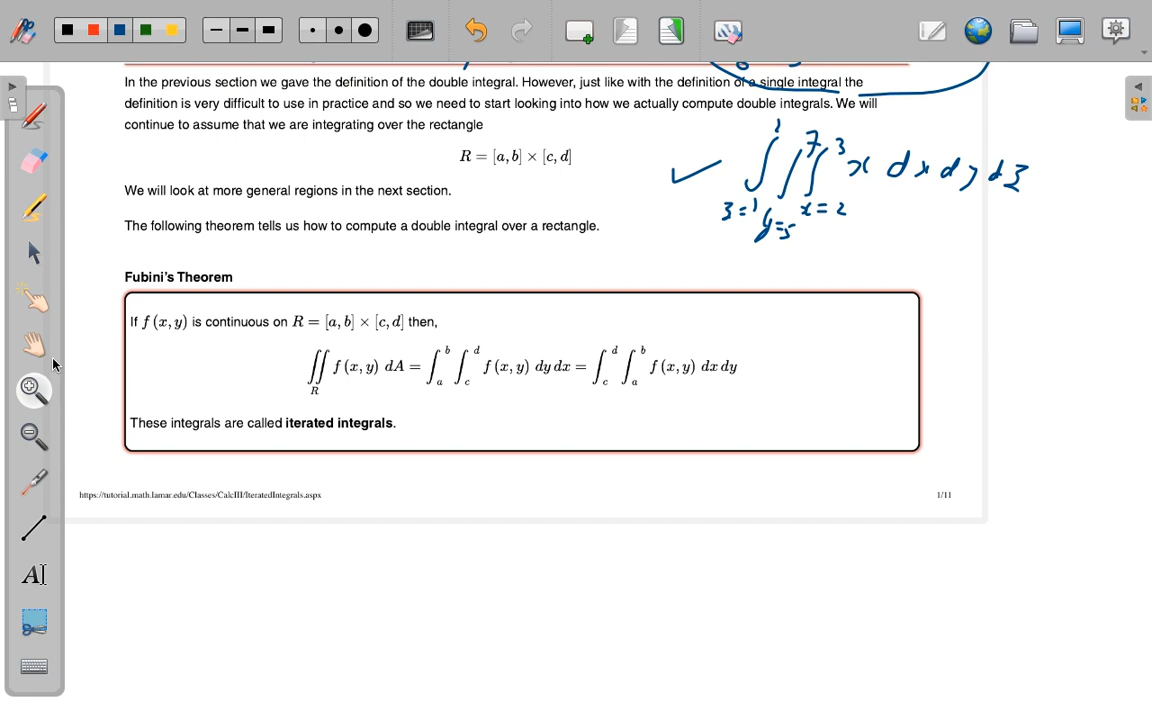 In the previous section we gave the definition of the double integral. However, just like with the definition of a single integral the
definition is very difficult to use in practice and so we need to start looking into how we actually compute double integrals. We will
continue to assume that we are integrating over the rectangle
R = [a, b] × [c, d]
We will look at more general regions in the next section.
The following theorem tells us how to compute a double integral over a rectangle.
✓ ∫_{z=1}^{1} ∫_{y=5}^{7} ∫_{x=2}^{3} x dx dy dz
Fubini's Theorem
If f (x, y) is continuous on R = [a, b] × [c, d] then,
∬_R f (x, y) dA = ∫_a^b ∫_c^d f (x, y) dy dx = ∫_c^d ∫_a^b f (x, y) dx dy
These integrals are called iterated integrals.
https://tutorial.math.lamar.edu/Classes/CalcIII/IteratedIntegrals.aspx 1/11